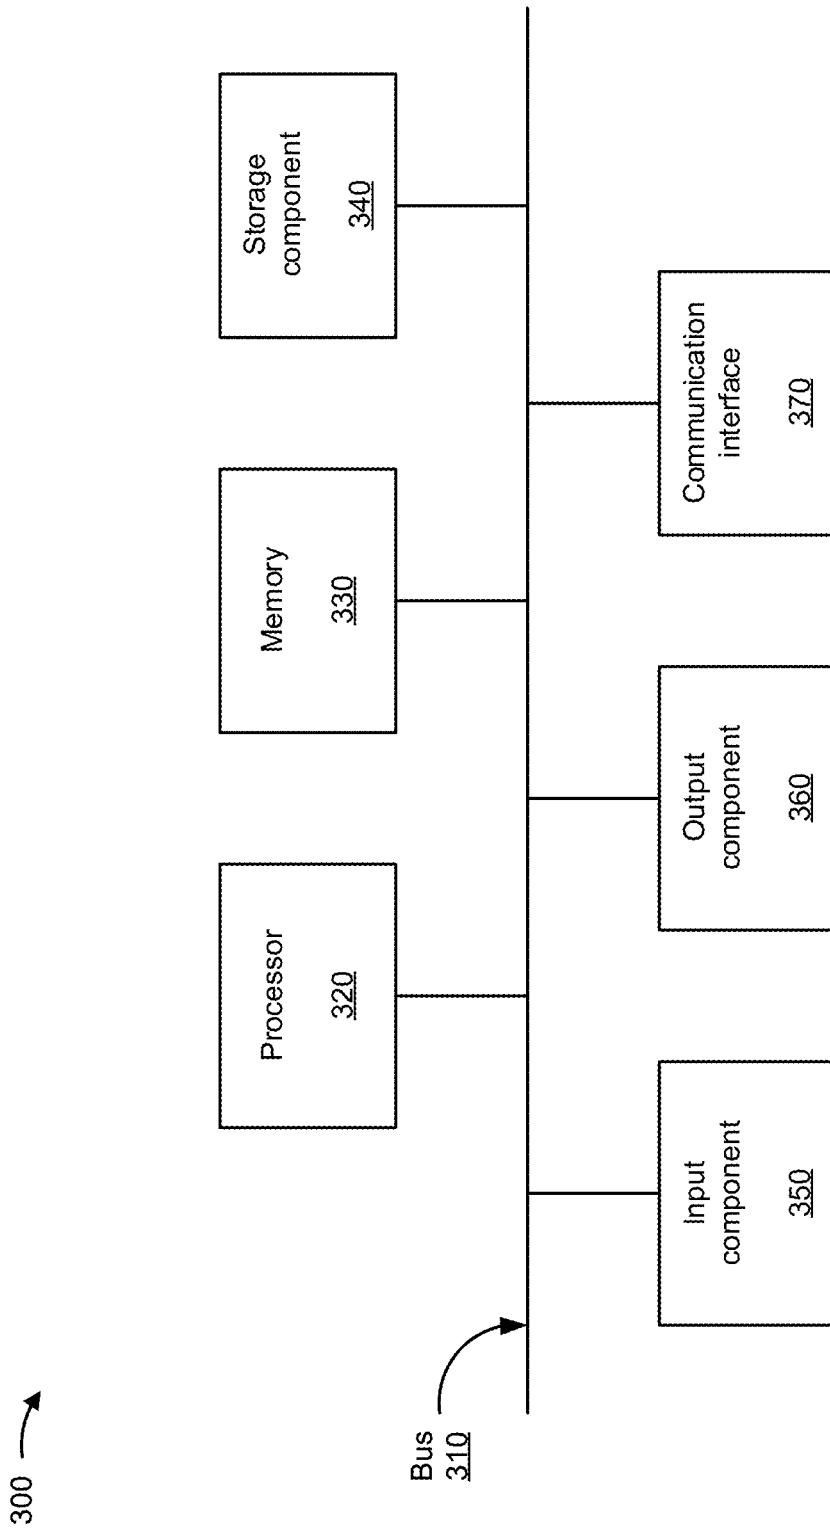 300
Bus
310
Processor
320
Memory
330
Storage
component
340
Input
component
350
Output
component
360
Communication
interface
370